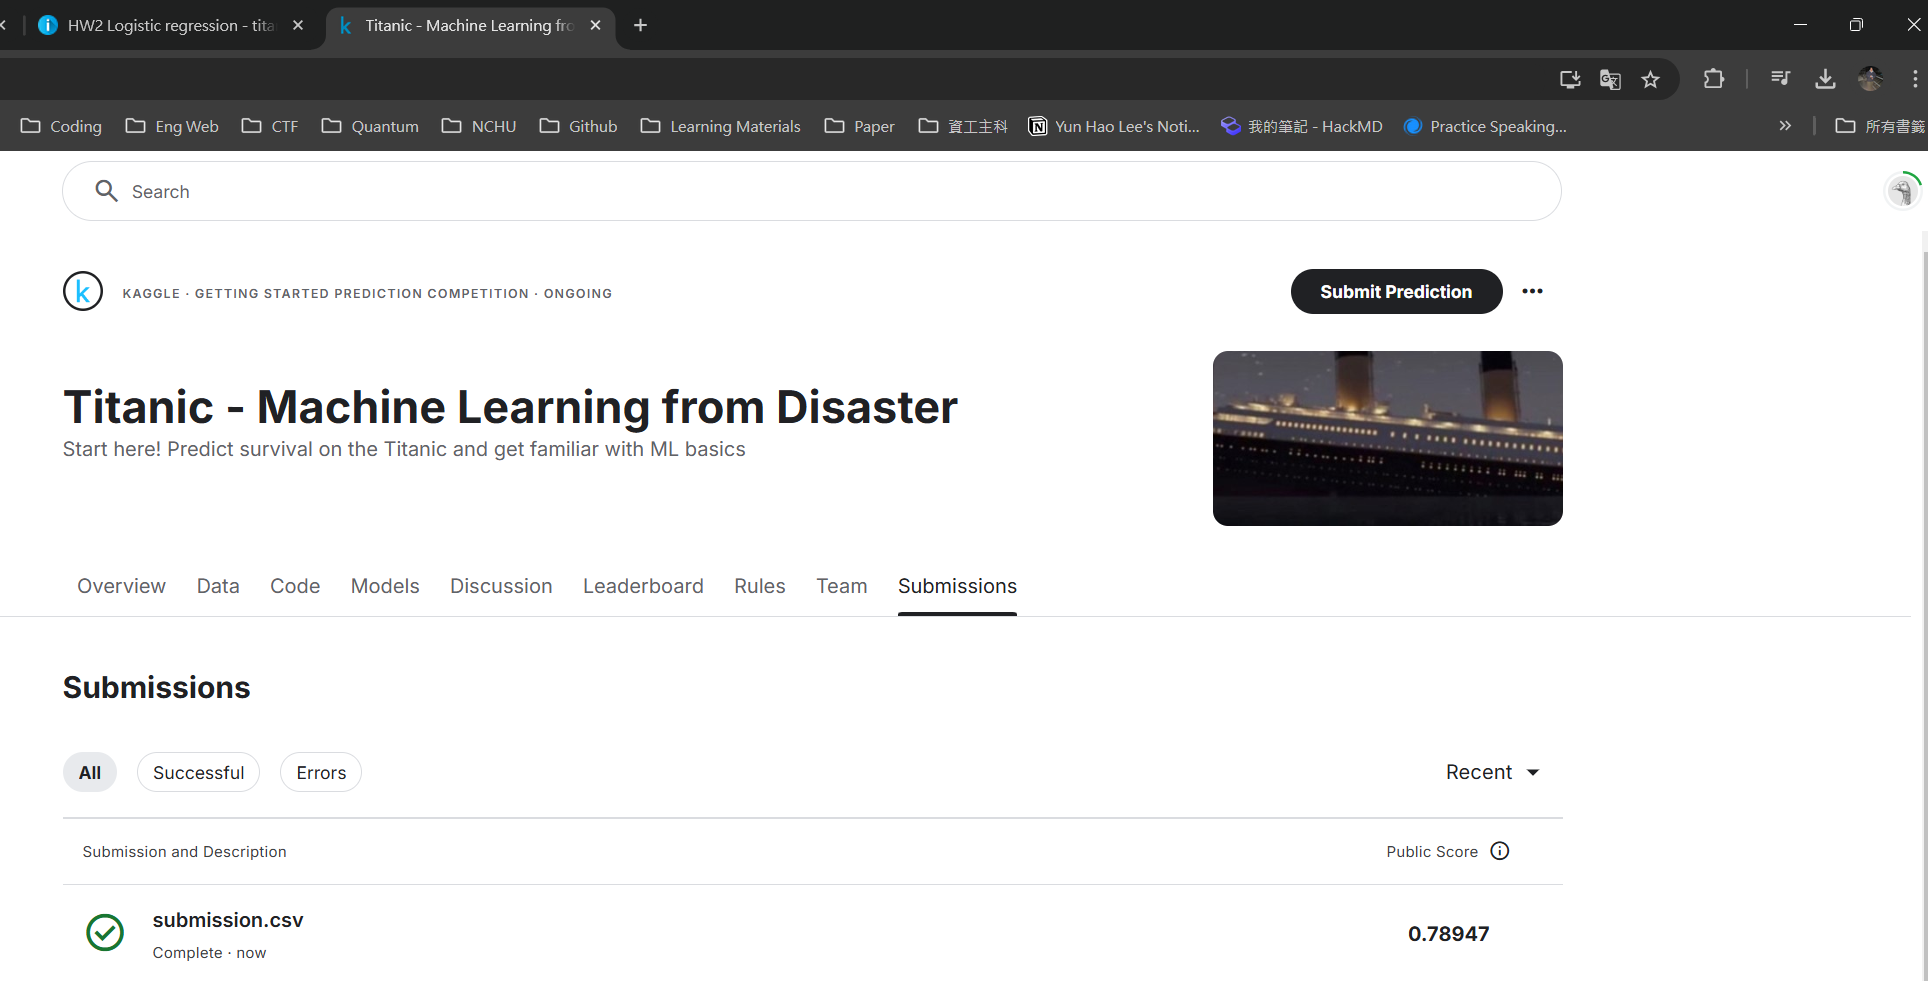 HW2 Logistic regression - tita
Titanic - Machine Learning fro
Coding
Eng Web
CTF
Quantum
NCHU
Github
Learning Materials
Paper
資工主科
Yun Hao Lee's Noti...
我的筆記 - HackMD
Practice Speaking...
所有書籤
Search
KAGGLE · GETTING STARTED PREDICTION COMPETITION · ONGOING
Submit Prediction
Titanic - Machine Learning from Disaster
Start here! Predict survival on the Titanic and get familiar with ML basics
Overview
Data
Code
Models
Discussion
Leaderboard
Rules
Team
Submissions
Submissions
All
Successful
Errors
Recent
Submission and Description
Public Score
submission.csv
Complete · now
0.78947